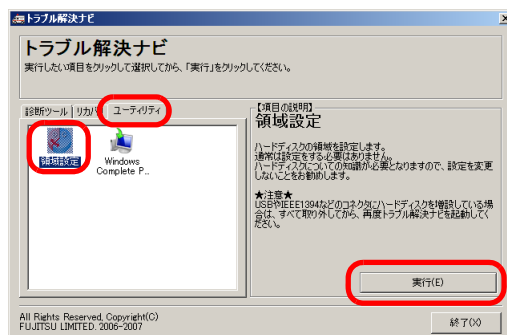 トラブル解決ナビ
トラブル解決ナビ
実行したい項目をクリックして選択してから、「実行」をクリックしてください。
診断ツール リカバリ ユーティリティ
領域設定
Windows
Complete P...
【項目の説明】
領域設定
ハードディスクの領域を設定します。
通常は設定をする必要はありません。
ハードディスクについての知識が必要となりますので、設定を変更
しないことをお勧めします。
★注意★
USBやIEEE1394などのコネクタにハードディスクを増設している場
合は、すべて取り外してから、再度トラブル解決ナビを起動してく
ださい。
実行(E)
All Rights Reserved, Copyright(C)
FUJITSU LIMITED. 2006-2007
終了(X)